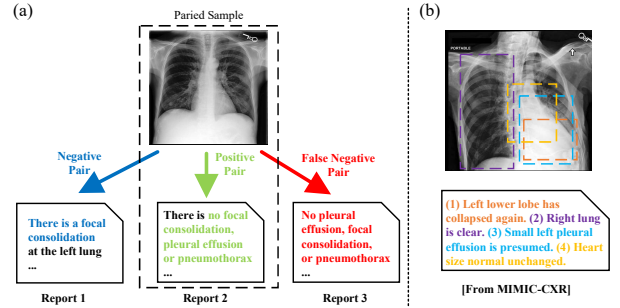 (a)
Paried Sample
Negative
Pair
Positive
Pair
False Negative
Pair
There is a focal
consolidation
at the left lung
...
Report 1
There is no focal
consolidation,
pleural effusion
or pneumothorax
...
Report 2
No pleural
effusion, focal
consolidation,
or pneumothorax
...
Report 3
(b)
PORTABLE
(1) Left lower lobe has
collapsed again. (2) Right lung
is clear. (3) Small left pleural
effusion is presumed. (4) Heart
size normal unchanged.
[From MIMIC-CXR]